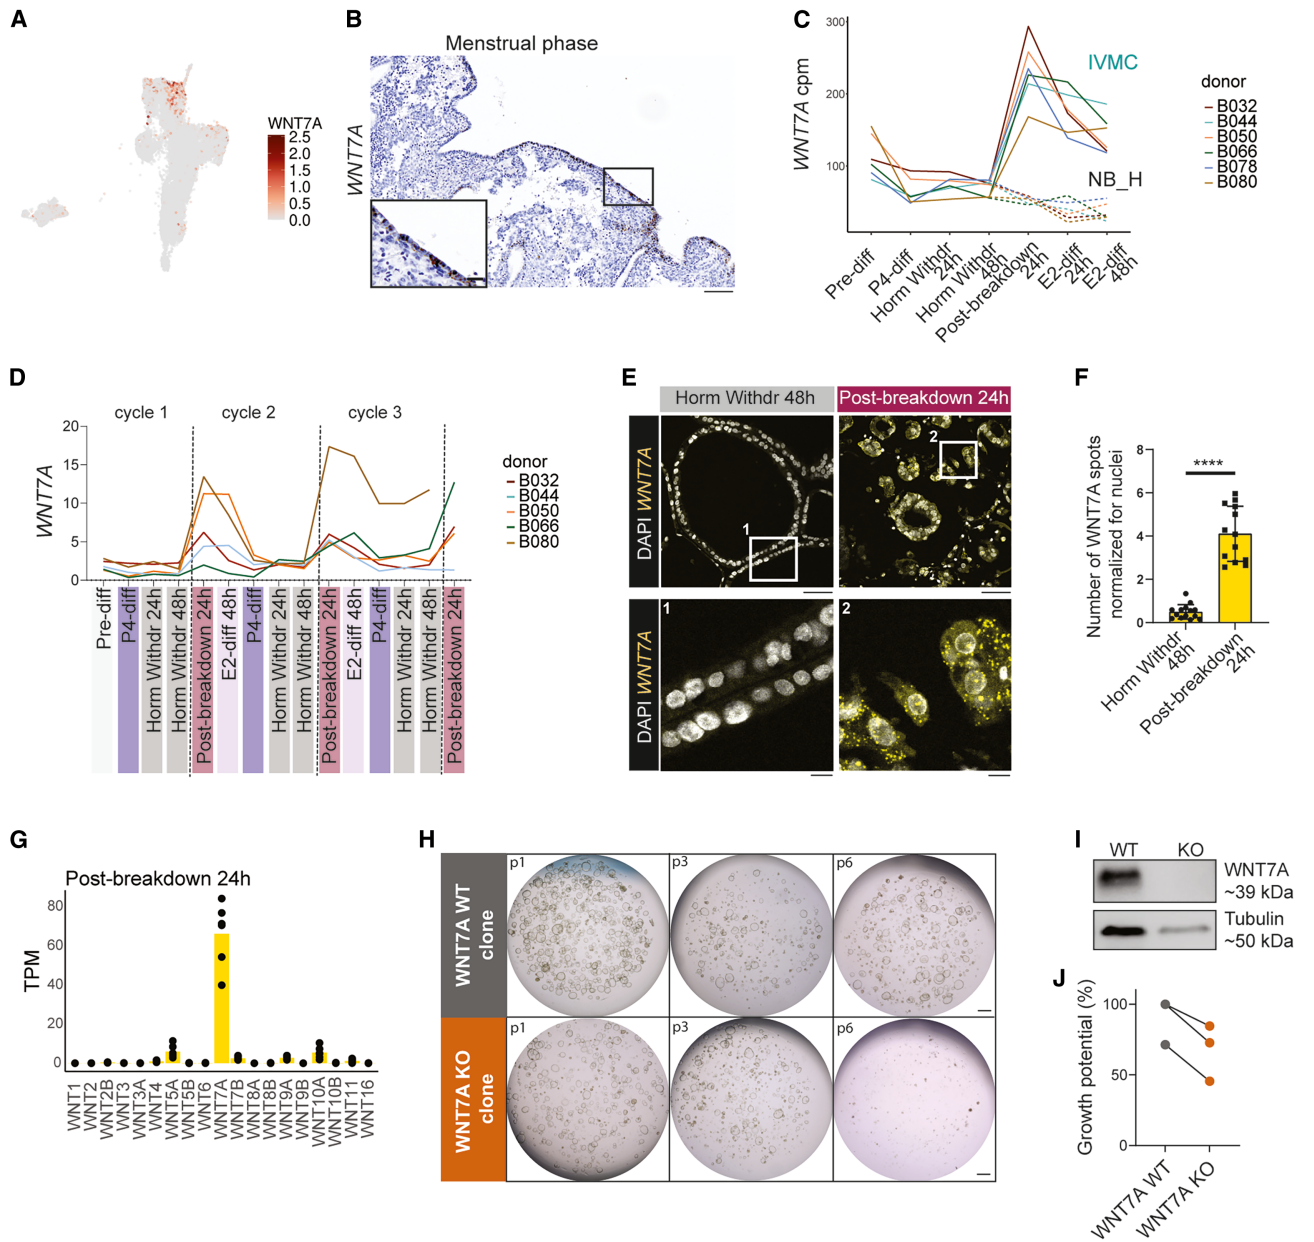 A
WNT7A
2.5
2.0
1.5
1.0
0.5
0.0
B
Menstrual phase
WNT7A
C
WNT7A cpm
300
200
100
IVMC
NB_H
Pre-diff
P4-diff
Horm Withdr
24h
Horm Withdr
48h
Post-breakdown
24h
E2-diff
24h
E2-diff
48h
donor
B032
B044
B050
B066
B078
B080
D
cycle 1
cycle 2
cycle 3
WNT7A
20
15
10
5
0
Pre-diff
P4-diff
Horm Withdr 24h
Horm Withdr 48h
Post-breakdown 24h
E2-diff 48h
P4-diff
Horm Withdr 24h
Horm Withdr 48h
Post-breakdown 24h
E2-diff 48h
P4-diff
Horm Withdr 24h
Horm Withdr 48h
Post-breakdown 24h
donor
B032
B044
B050
B066
B080
E
Horm Withdr 48h
Post-breakdown 24h
DAPI WNT7A
1
2
DAPI WNT7A
1
2
F
Number of WNT7A spots
normalized for nuclei
8
6
4
2
0
****
Horm Withdr
48h
Post-breakdown
24h
G
Post-breakdown 24h
TPM
80
60
40
20
0
WNT1
WNT2
WNT2B
WNT3
WNT3A
WNT4
WNT5A
WNT5B
WNT6
WNT7A
WNT7B
WNT8A
WNT8B
WNT9A
WNT9B
WNT10A
WNT10B
WNT11
WNT16
H
WNT7A WT
clone
p1
p3
p6
WNT7A KO
clone
p1
p3
p6
I
WT
KO
WNT7A
~39 kDa
Tubulin
~50 kDa
J
Growth potential (%)
100
50
0
WNT7A WT
WNT7A KO